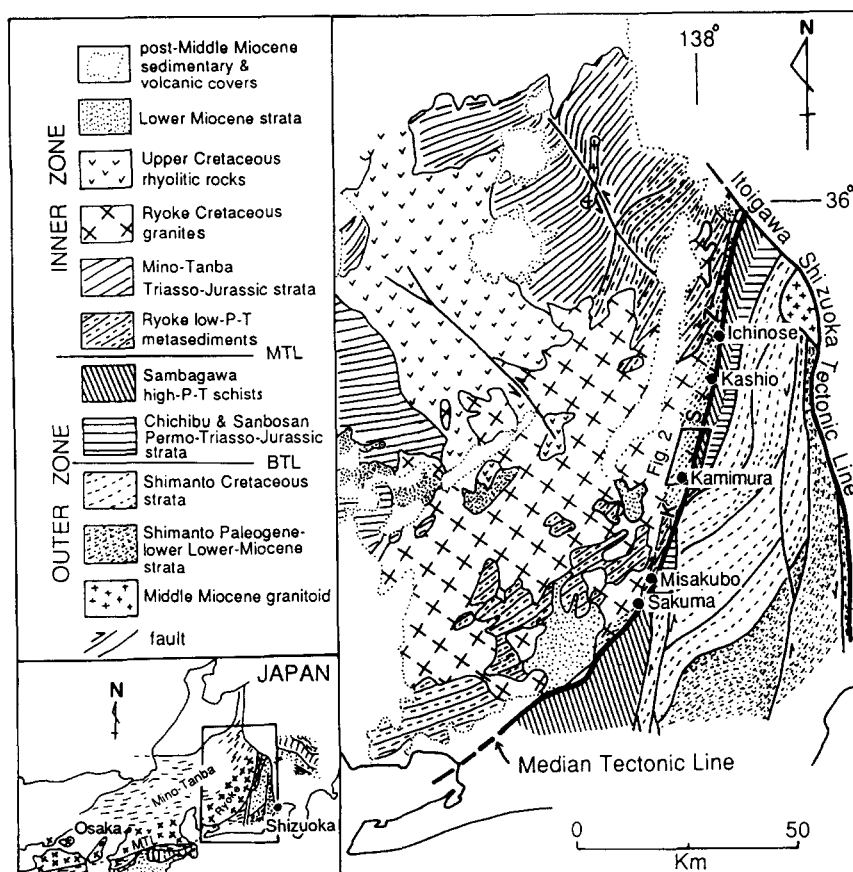 INNER ZONE
post-Middle Miocene
sedimentary &
volcanic covers
Lower Miocene strata
Upper Cretaceous
rhyolitic rocks
Ryoke Cretaceous
granites
Mino-Tanba
Triasso-Jurassic strata
Ryoke low-P-T
metasediments
MTL
OUTER ZONE
Sambagawa
high-P-T schists
Chichibu & Sanbosan
Permo-Triasso-Jurassic
strata
BTL
Shimanto Cretaceous
strata
Shimanto Paleogene-
lower Lower-Miocene
strata
Middle Miocene granitoid
fault
JAPAN
N
Mino-Tanba
Ryoke
Osaka
MTL
Shizuoka
138°
N
36°
Itoigawa Shizuoka Tectonic Line
Ichinose
Kashio
Fig. 2
Kamimura
Misakubo
Sakuma
Median Tectonic Line
0 50
Km